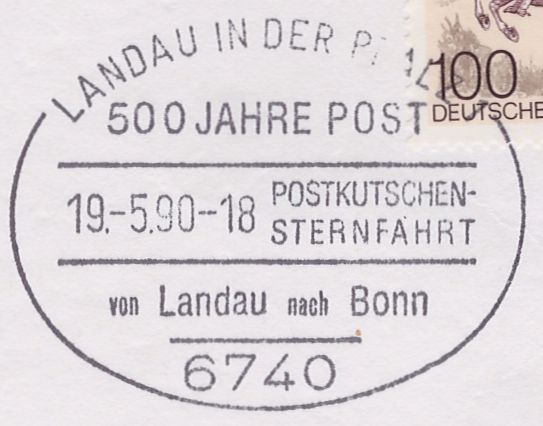 LANDAU IN DER PFALZ
100
DEUTSCHE
500 JAHRE POST
19.-5.90--18
POSTKUTSCHEN-
STERNFAHRT
von Landau nach Bonn
6740